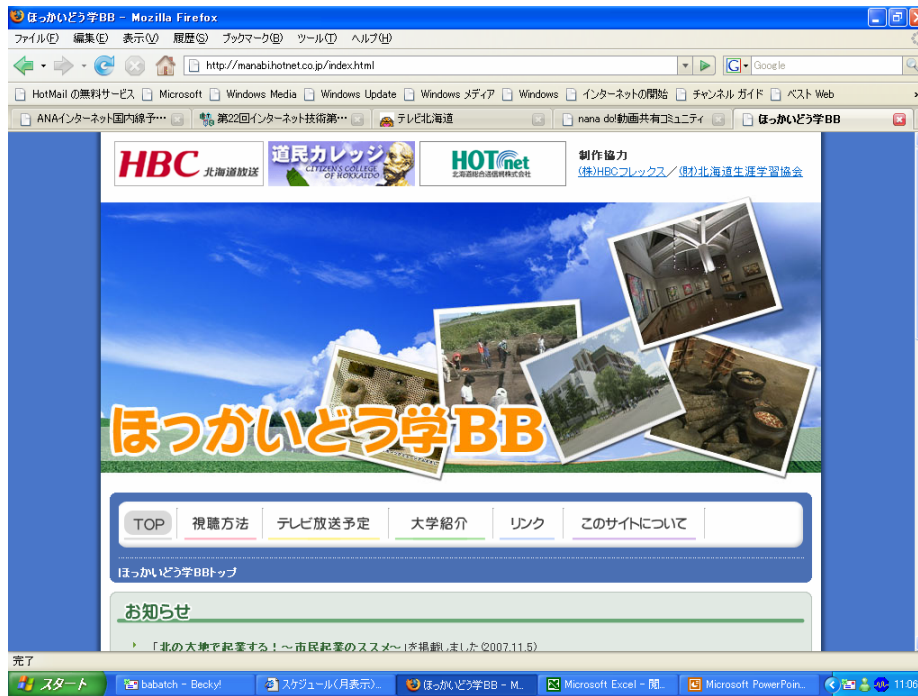 ほっかいどう学BB - Mozilla Firefox
ファイル(F) 編集(E) 表示(V) 履歴(S) ブックマーク(B) ツール(T) ヘルプ(H)
http://manabi.hotnet.co.jp/index.html
G Google
HotMail の無料サービス Microsoft Windows Media Windows Update Windows メディア Windows インターネットの開始 チャンネル ガイド ベスト Web
ANAインターネット国内線予… 第22回インターネット技術第… テレビ北海道 nana do!動画共有コミュニティ ほっかいどう学BB
HBC 北海道放送
道民カレッジ
CITIZEN'S COLLEGE
OF HOKKAIDO
HOTnet
北海道総合通信網株式会社
制作協力
(株)HBCフレックス／(財)北海道生涯学習協会
ほっかいどう学BB
TOP 視聴方法 テレビ放送予定 大学紹介 リンク このサイトについて
ほっかいどう学BBトップ
お知らせ
「北の大地で起業する！～市民起業のススメ～」を掲載しました(2007.11.5)
完了
スタート babatch - Becky! スケジュール(月表示)... ほっかいどう学BB - M... Microsoft Excel - 開... Microsoft PowerPoin... 11:08